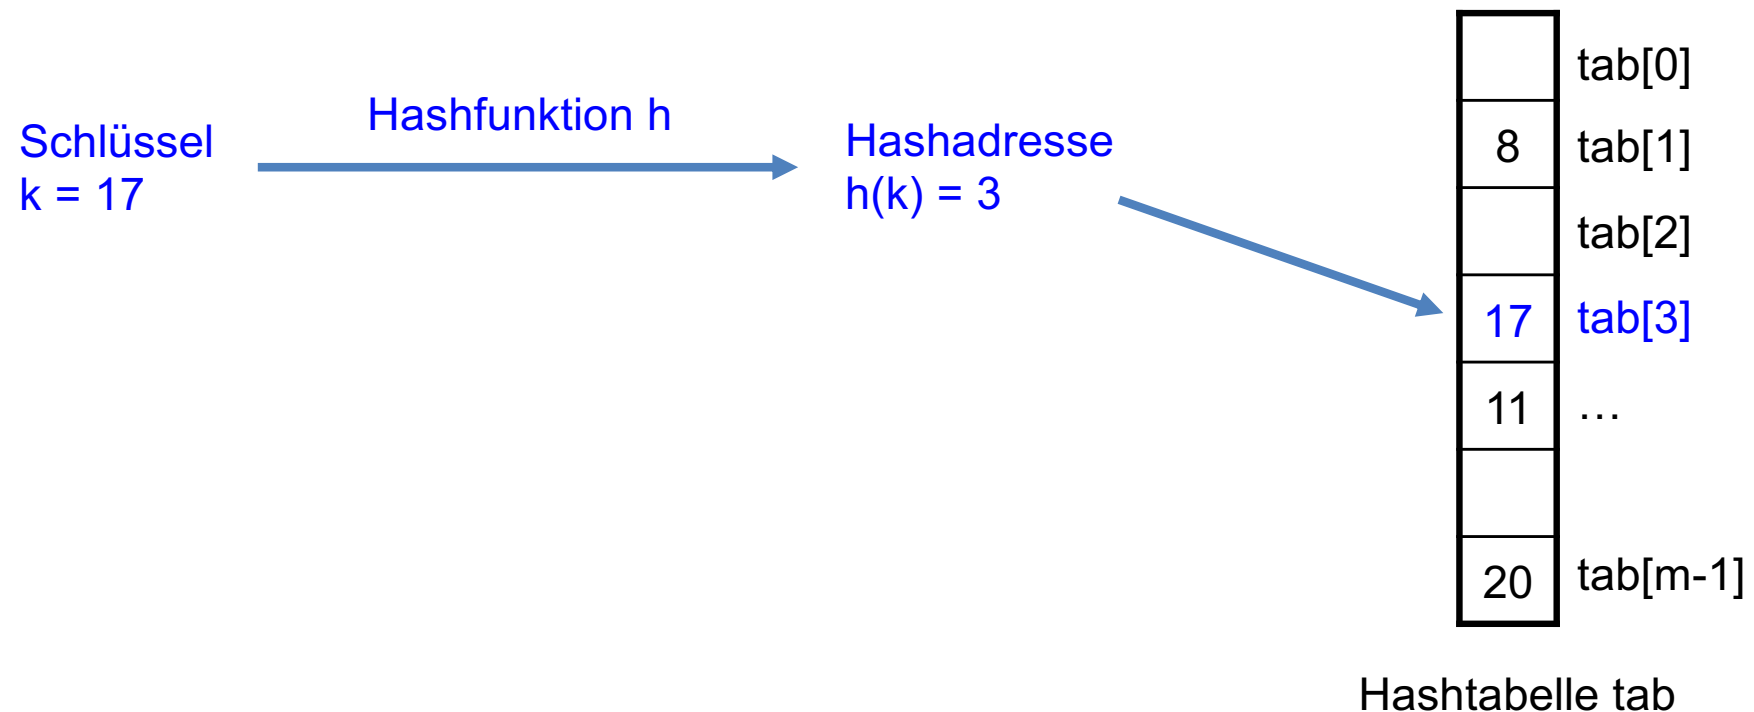 Schlüssel
k = 17
Hashfunktion h
Hashadresse
h(k) = 3
tab[0]
8 tab[1]
tab[2]
17 tab[3]
11 …
20 tab[m-1]
Hashtabelle tab